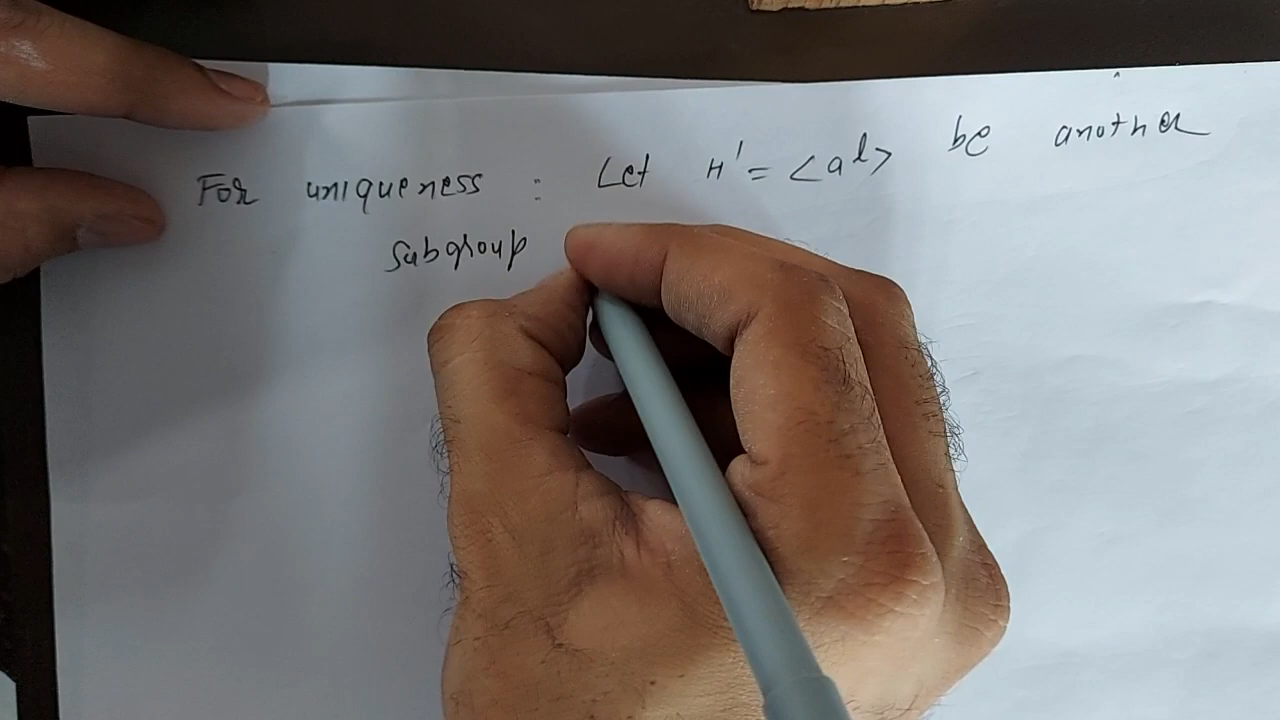 For uniqueness : Let H' = <a^l> be another
subgroup